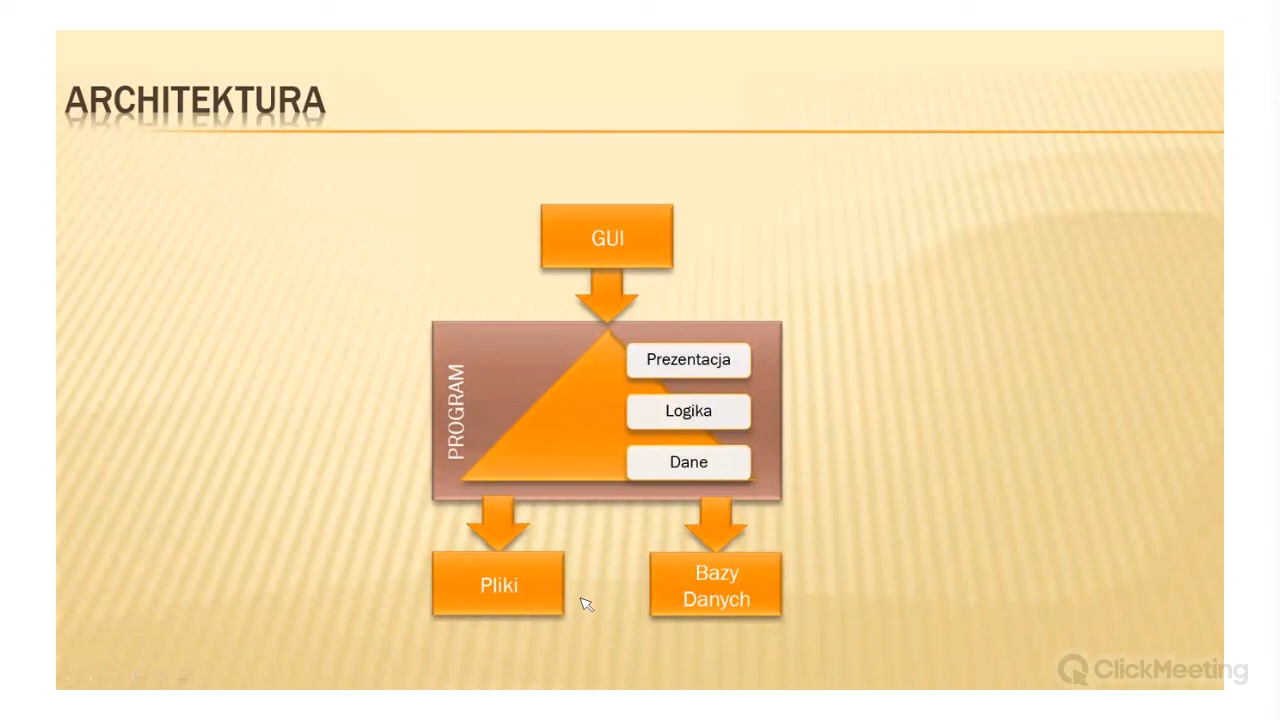 ARCHITEKTURA
GUI
PROGRAM
Prezentacja
Logika
Dane
Pliki
Bazy
Danych
ClickMeeting